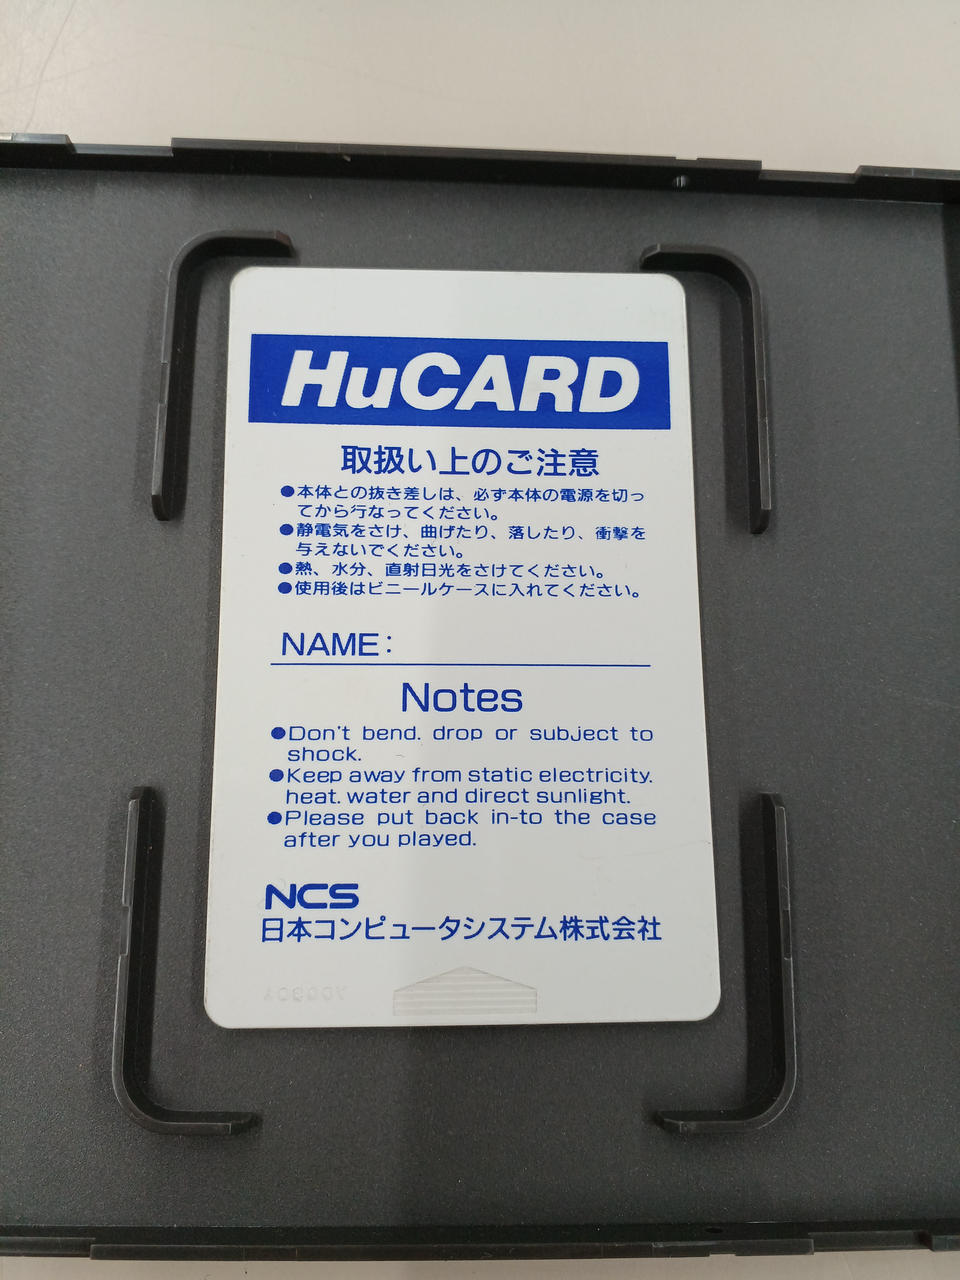 HuCARD
取扱い上のご注意
●本体との抜き差しは、必ず本体の電源を切っ
てから行なってください。
●静電気をさけ、曲げたり、落したり、衝撃を
与えないでください。
●熱、水分、直射日光をさけてください。
●使用後はビニールケースに入れてください。
NAME:
Notes
●Don't bend. drop or subject to
shock.
●Keep away from static electricity.
heat. water and direct sunlight.
●Please put back in-to the case
after you played.
NCS
日本コンピュータシステム株式会社